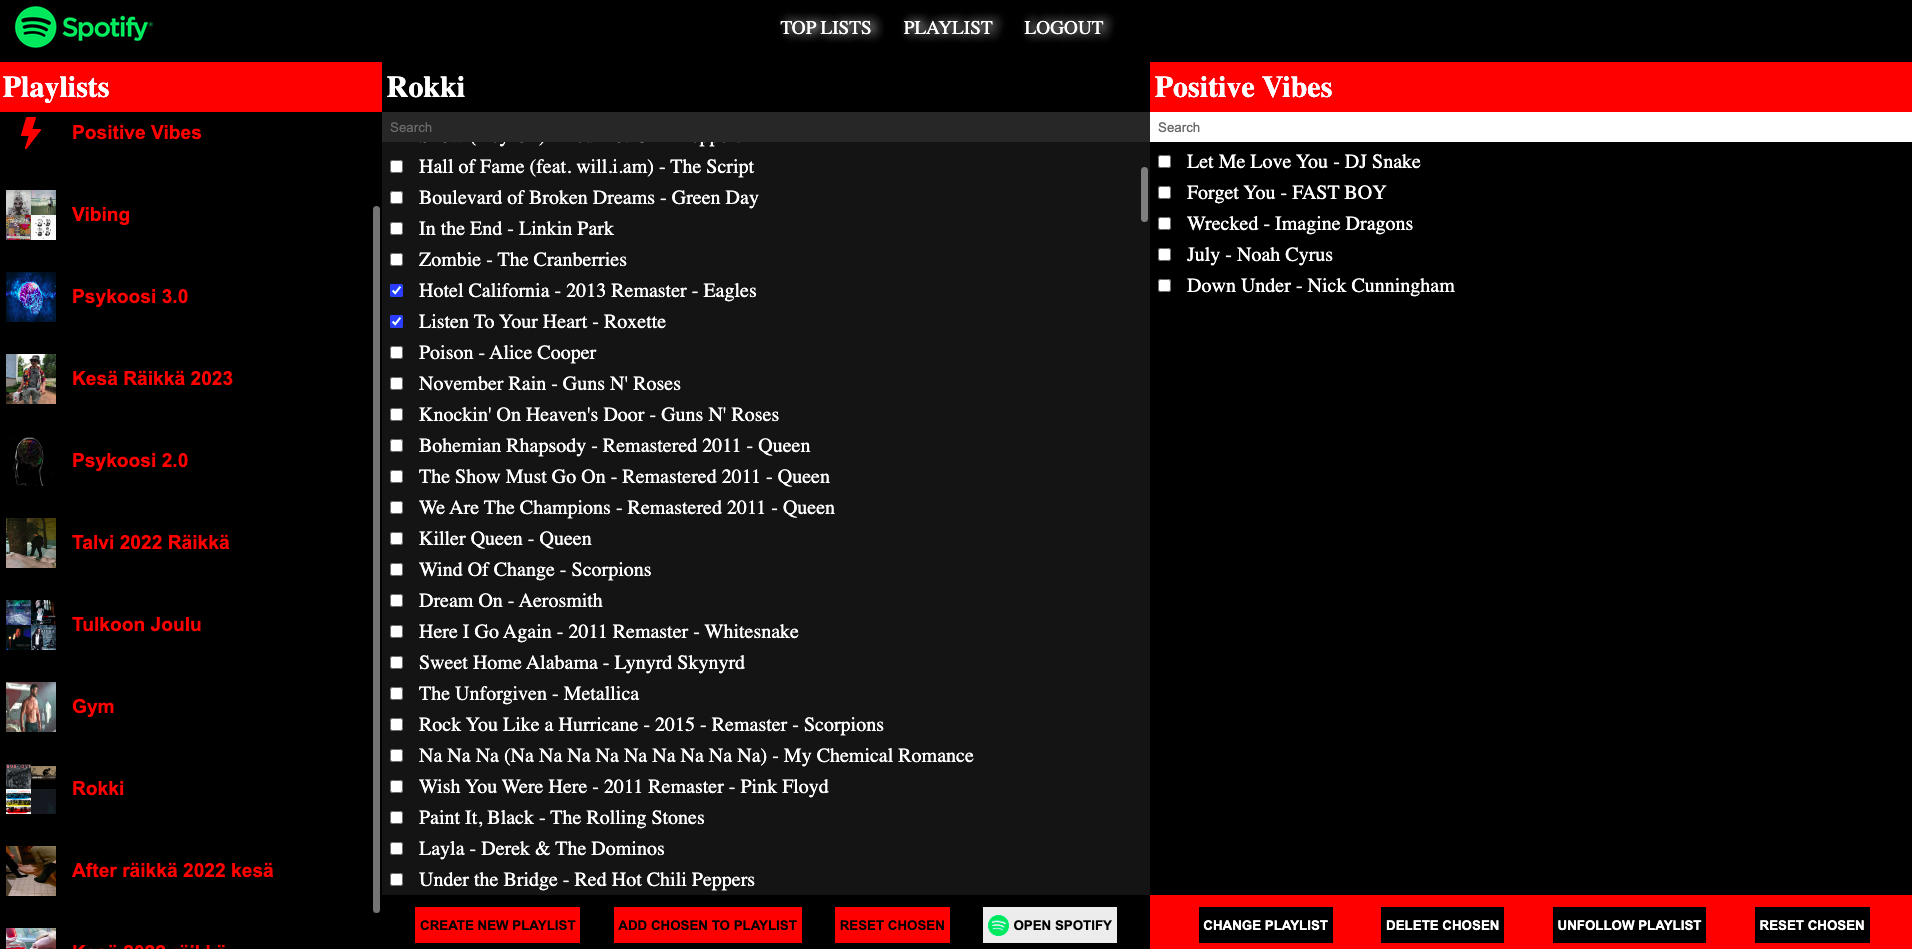 Spotify
TOP LISTS
PLAYLIST
LOGOUT
Playlists
Positive Vibes
Vibing
Psykoosi 3.0
Kesä Räikkä 2023
Psykoosi 2.0
Talvi 2022 Räikkä
Tulkoon Joulu
Gym
Rokki
After räikkä 2022 kesä
Rokki
Search
Hall of Fame (feat. will.i.am) - The Script
Boulevard of Broken Dreams - Green Day
In the End - Linkin Park
Zombie - The Cranberries
Hotel California - 2013 Remaster - Eagles
Listen To Your Heart - Roxette
Poison - Alice Cooper
November Rain - Guns N' Roses
Knockin' On Heaven's Door - Guns N' Roses
Bohemian Rhapsody - Remastered 2011 - Queen
The Show Must Go On - Remastered 2011 - Queen
We Are The Champions - Remastered 2011 - Queen
Killer Queen - Queen
Wind Of Change - Scorpions
Dream On - Aerosmith
Here I Go Again - 2011 Remaster - Whitesnake
Sweet Home Alabama - Lynyrd Skynyrd
The Unforgiven - Metallica
Rock You Like a Hurricane - 2015 - Remaster - Scorpions
Na Na Na (Na Na Na Na Na Na Na Na Na) - My Chemical Romance
Wish You Were Here - 2011 Remaster - Pink Floyd
Paint It, Black - The Rolling Stones
Layla - Derek & The Dominos
Under the Bridge - Red Hot Chili Peppers
CREATE NEW PLAYLIST
ADD CHOSEN TO PLAYLIST
RESET CHOSEN
OPEN SPOTIFY
Positive Vibes
Search
Let Me Love You - DJ Snake
Forget You - FAST BOY
Wrecked - Imagine Dragons
July - Noah Cyrus
Down Under - Nick Cunningham
CHANGE PLAYLIST
DELETE CHOSEN
UNFOLLOW PLAYLIST
RESET CHOSEN